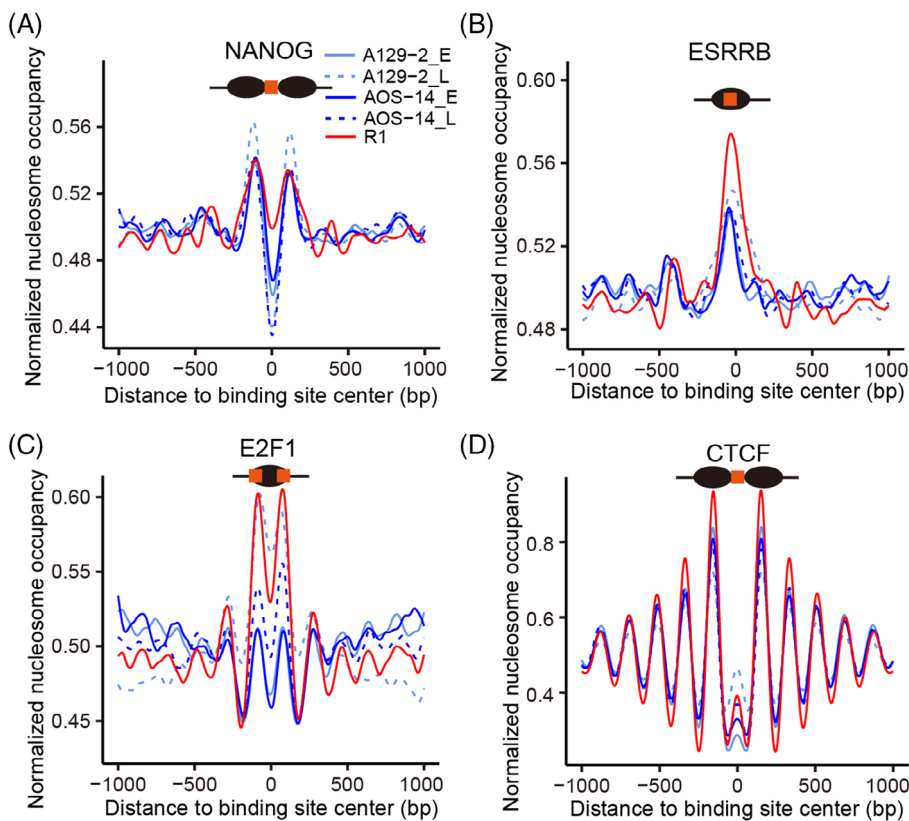 (A)
NANOG
A129−2_E
A129−2_L
AOS−14_E
AOS−14_L
R1
Normalized nucleosome occupancy
0.56
0.52
0.48
0.44
−1000 −500 0 500 1000
Distance to binding site center (bp)
(B)
ESRRB
Normalized nucleosome occupancy
0.60
0.56
0.52
0.48
−1000 −500 0 500 1000
Distance to binding site center (bp)
(C)
E2F1
Normalized nucleosome occupancy
0.60
0.55
0.50
0.45
−1000 −500 0 500 1000
Distance to binding site center (bp)
(D)
CTCF
Normalized nucleosome occupancy
0.8
0.6
0.4
−1000 −500 0 500 1000
Distance to binding site center (bp)